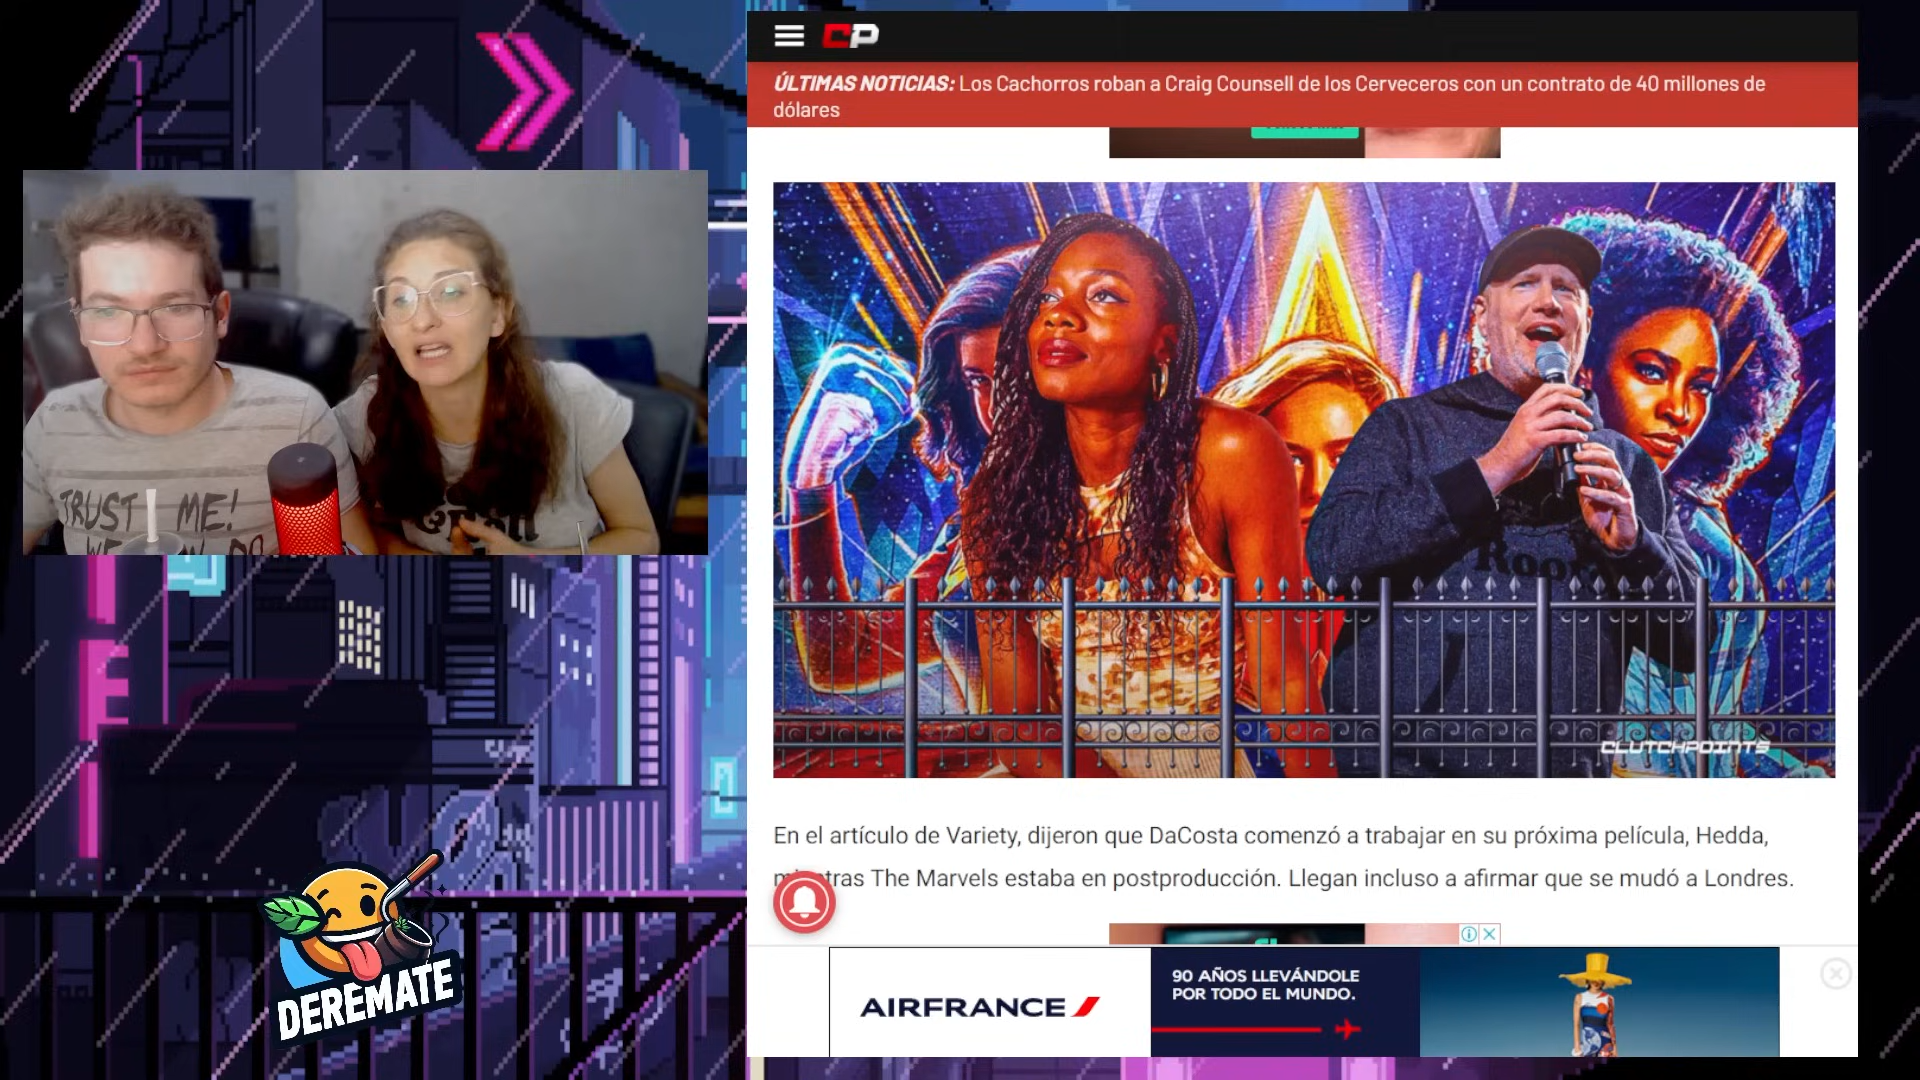 CP
ÚLTIMAS NOTICIAS: Los Cachorros roban a Craig Counsell de los Cerveceros con un contrato de 40 millones de
dólares
TRUST ME!
CLUTCHPOINTS
En el artículo de Variety, dijeron que DaCosta comenzó a trabajar en su próxima película, Hedda,
mientras The Marvels estaba en postproducción. Llegan incluso a afirmar que se mudó a Londres.
DEREMATE
AIRFRANCE
90 AÑOS LLEVÁNDOLE
POR TODO EL MUNDO.